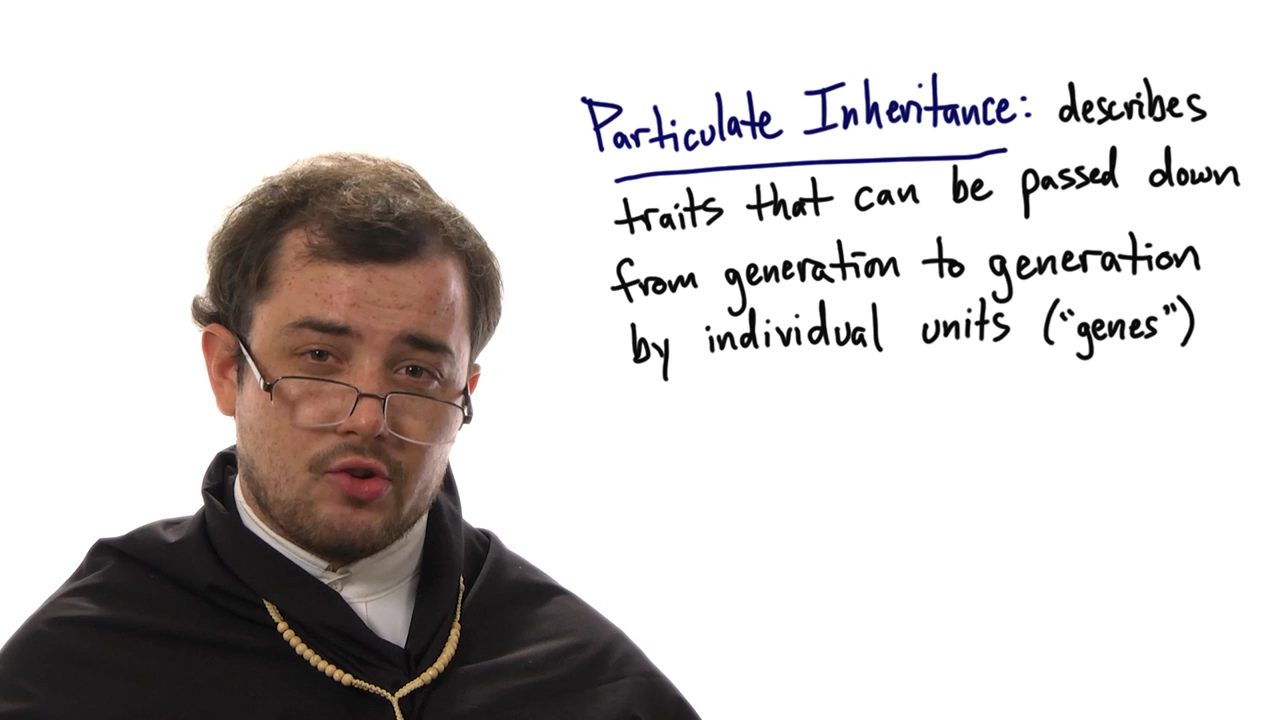 Particulate Inheritance: describes
traits that can be passed down
from generation to generation
by individual units ("genes")